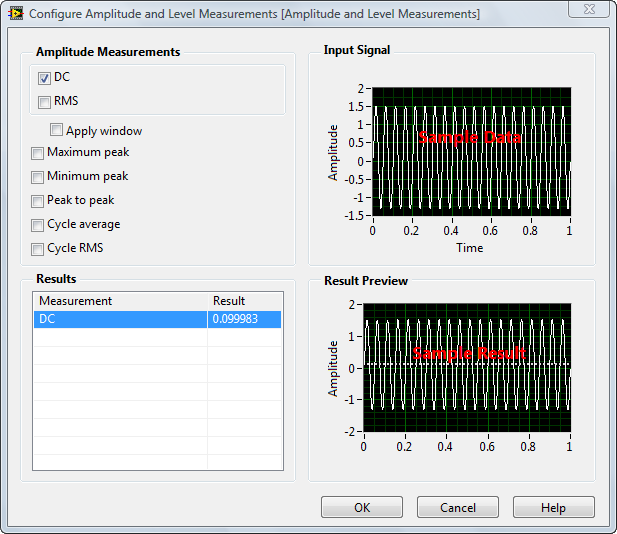 Configure Amplitude and Level Measurements [Amplitude and Level Measurements]
Amplitude Measurements
DC
RMS
Apply window
Maximum peak
Minimum peak
Peak to peak
Cycle average
Cycle RMS
Input Signal
2
1.5
1
0.5
0
-0.5
-1
-1.5
Amplitude
Sample Data
0 0.2 0.4 0.6 0.8 1
Time
Results
Measurement Result
DC 0.099983
Result Preview
2
1
0
-1
-2
Amplitude
Sample Result
0 0.2 0.4 0.6 0.8 1
Time
OK Cancel Help